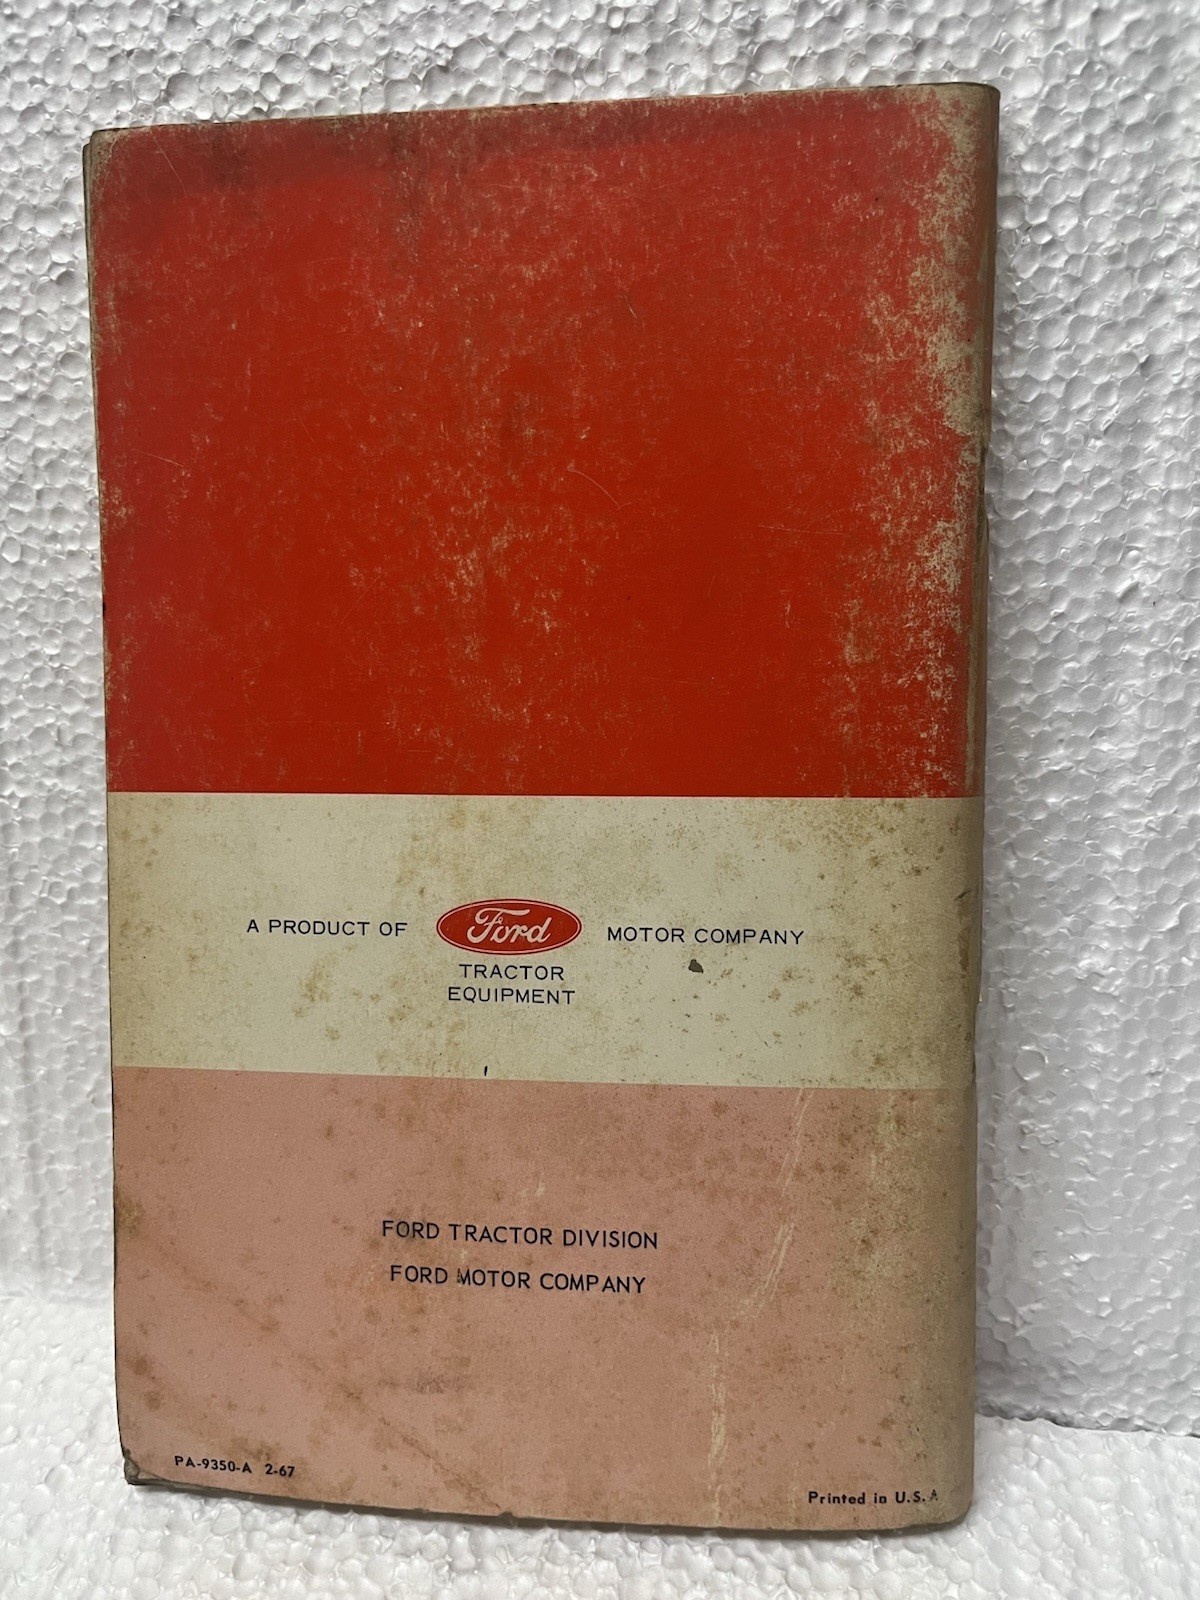 A PRODUCT OF Ford MOTOR COMPANY
TRACTOR
EQUIPMENT
FORD TRACTOR DIVISION
FORD MOTOR COMPANY
PA-9350-A 2-67
Printed in U.S.A